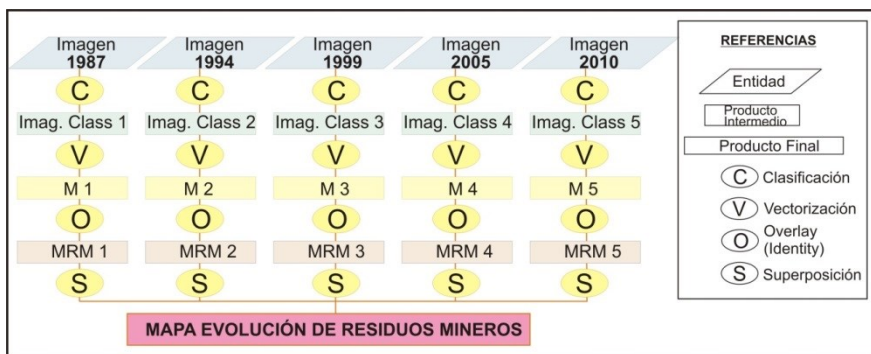 Imagen Imagen Imagen Imagen Imagen
1987 1994 1999 2005 2010
C C C C C
Imag. Class 1 Imag. Class 2 Imag. Class 3 Imag. Class 4 Imag. Class 5
V V V V V
M 1 M 2 M 3 M 4 M 5
O O O O O
MRM 1 MRM 2 MRM 3 MRM 4 MRM 5
S S S S S
MAPA EVOLUCIÓN DE RESIDUOS MINEROS
REFERENCIAS
Entidad
Producto
Intermedio
Producto Final
C Clasificación
V Vectorización
O Overlay
(Identity)
S Superposición